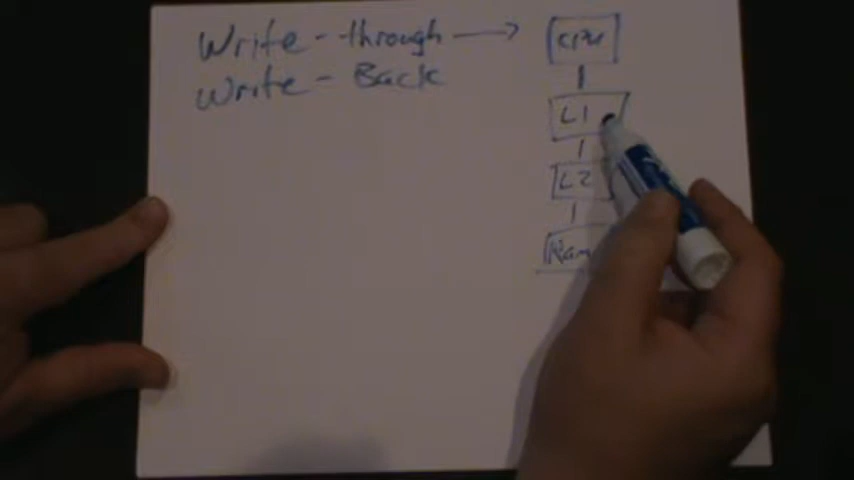 Write-through →
Write-Back
CPU
L1
L2
Ram